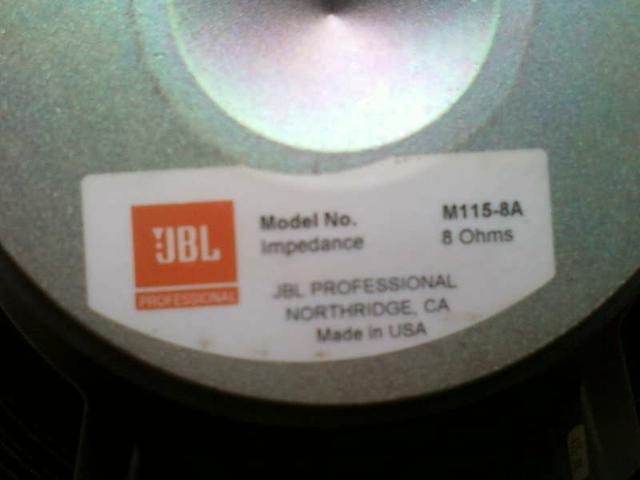 JBL
PROFESSIONAL
Model No. M115-8A
Impedance 8 Ohms
JBL PROFESSIONAL
NORTHRIDGE, CA
Made in USA